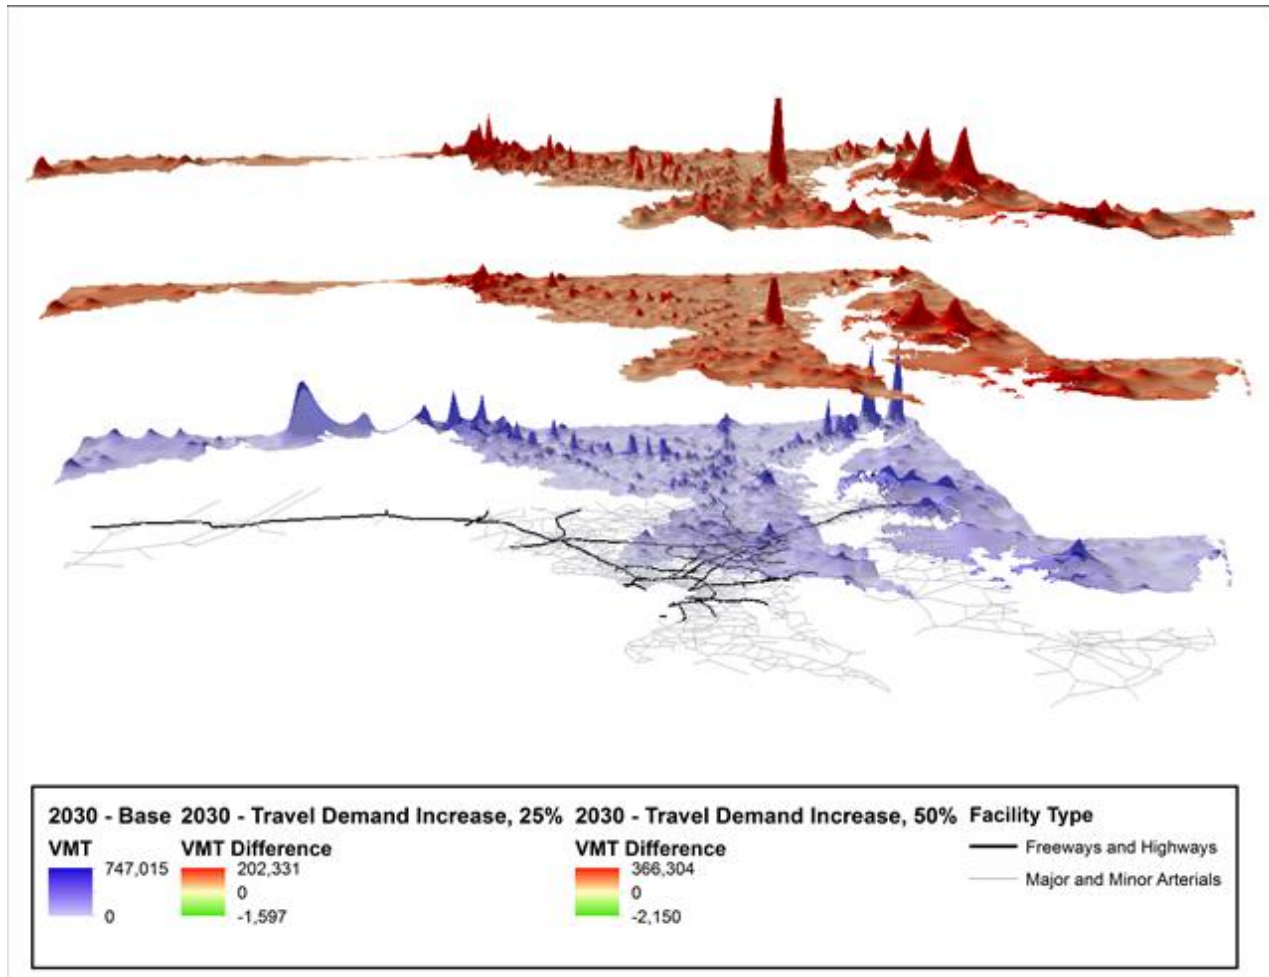 2030 - Base 2030 - Travel Demand Increase, 25% 2030 - Travel Demand Increase, 50% Facility Type
VMT VMT Difference VMT Difference Freeways and Highways
747,015 202,331 366,304
0 0 Major and Minor Arterials
0 -1,597 -2,150